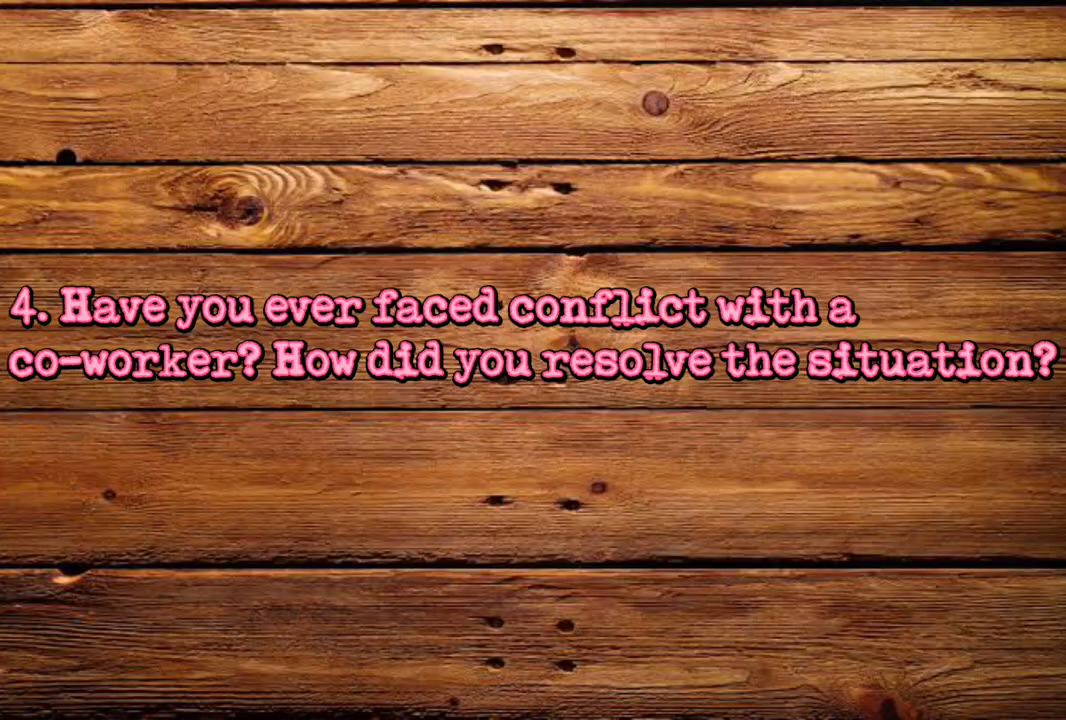 4. Have you ever faced conflict with a
co-worker? How did you resolve the situation?